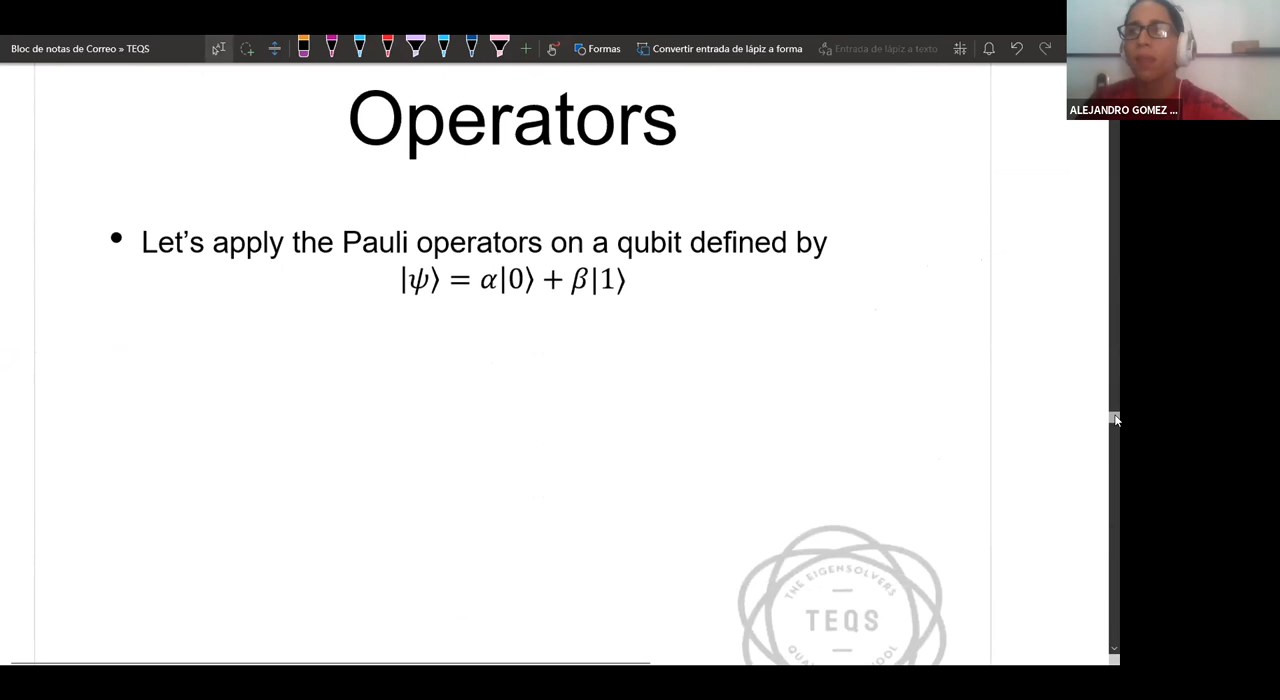 Bloc de notas de Correo » TEQS
Formas
Convertir entrada de lápiz a forma
Entrada de lápiz a texto
ALEJANDRO GOMEZ ...
Operators
• Let's apply the Pauli operators on a qubit defined by
|ψ⟩ = α|0⟩ + β|1⟩
THE EIGENSOLVERS
TEQS